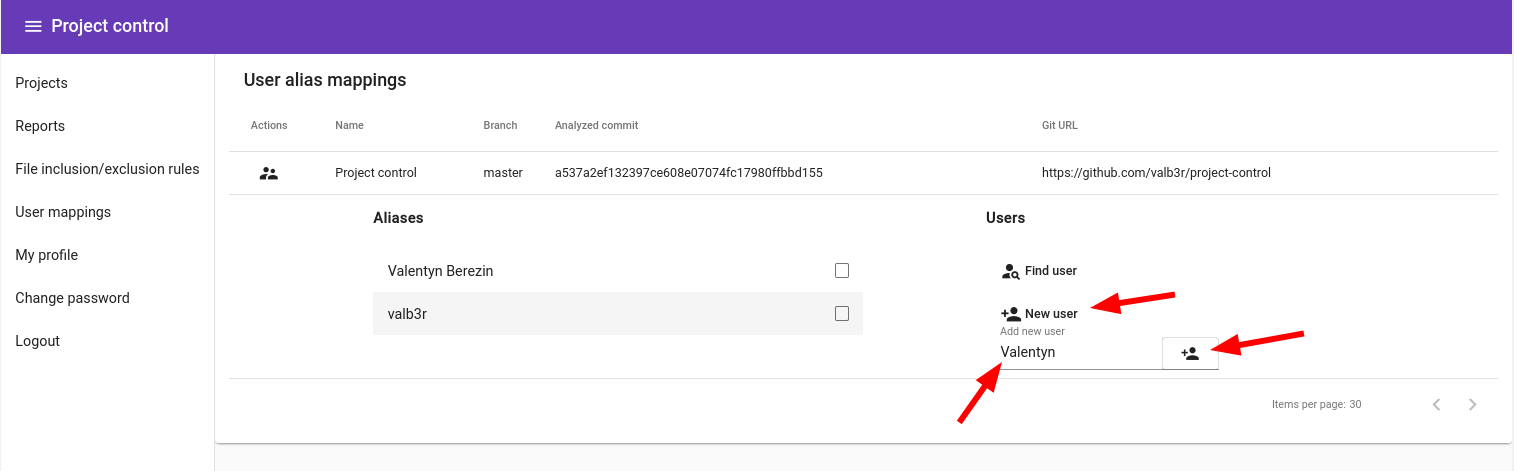 Project control
Projects
Reports
File inclusion/exclusion rules
User mappings
My profile
Change password
Logout
User alias mappings
Actions Name Branch Analyzed commit Git URL
Project control master a537a2ef132397ce608e07074fc17980ffbbd155 https://github.com/valb3r/project-control
Aliases Users
Valentyn Berezin Find user
valb3r New user
Add new user
Valentyn
Items per page: 30